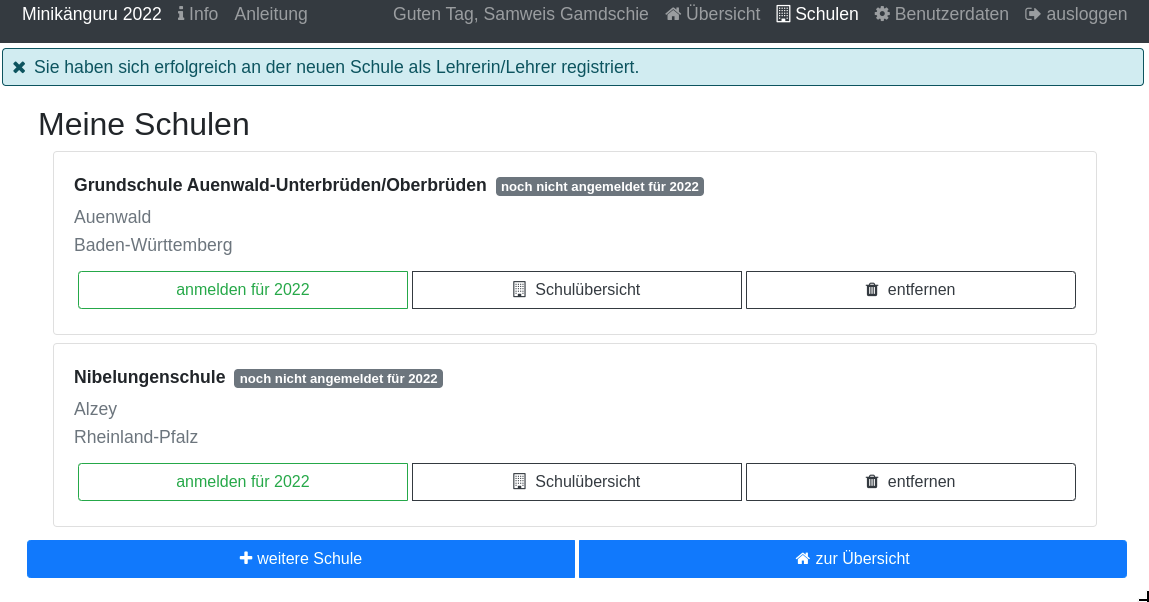 Minikänguru 2022 Info Anleitung Guten Tag, Samweis Gamdschie Übersicht Schulen Benutzerdaten ausloggen
Sie haben sich erfolgreich an der neuen Schule als Lehrerin/Lehrer registriert.
Meine Schulen
Grundschule Auenwald-Unterbrüden/Oberbrüden noch nicht angemeldet für 2022
Auenwald
Baden-Württemberg
anmelden für 2022 Schulübersicht entfernen
Nibelungenschule noch nicht angemeldet für 2022
Alzey
Rheinland-Pfalz
anmelden für 2022 Schulübersicht entfernen
weitere Schule zur Übersicht